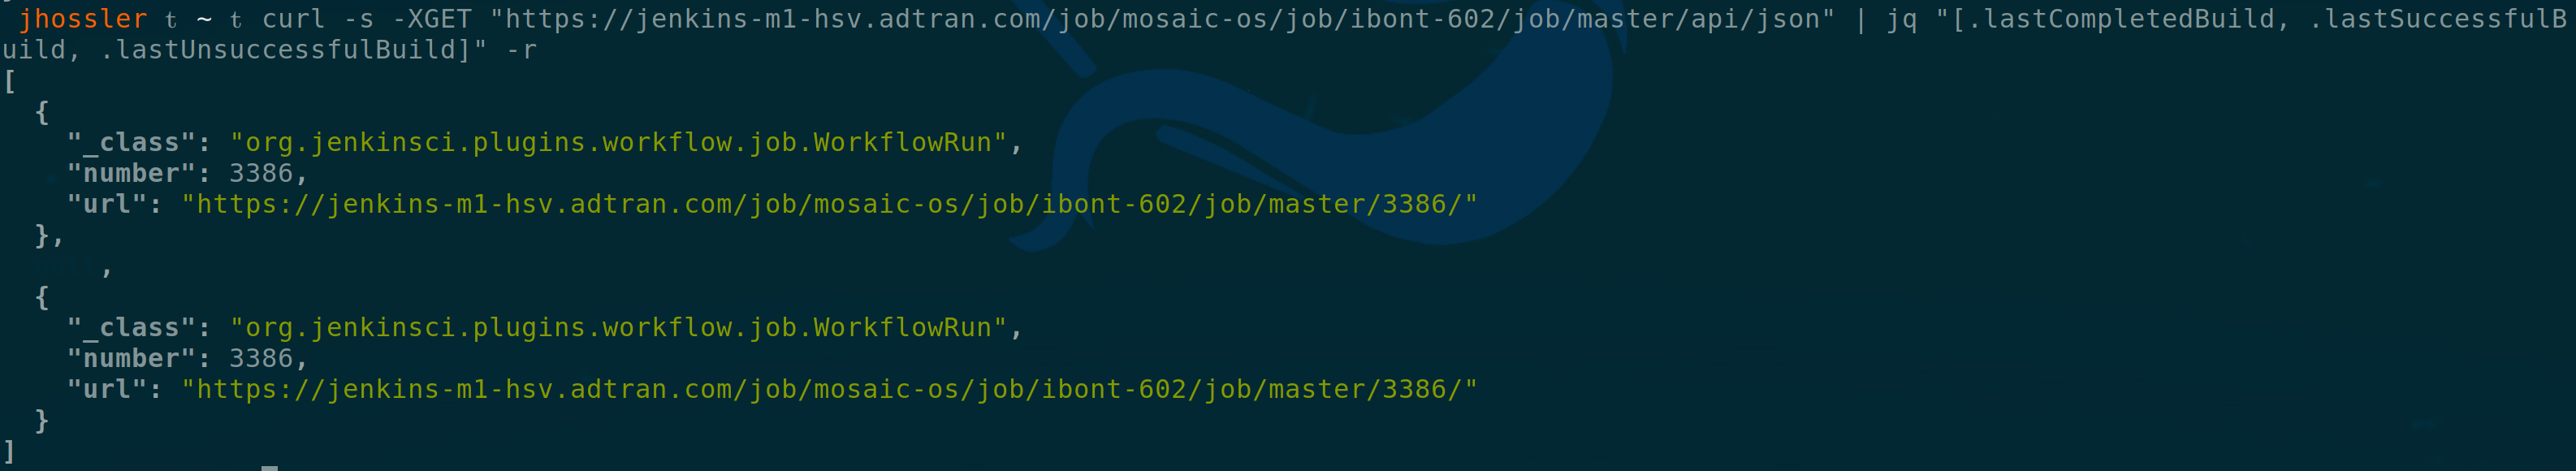 jhossler t ~ t curl -s -XGET "https://jenkins-m1-hsv.adtran.com/job/mosaic-os/job/ibont-602/job/master/api/json" | jq "[.lastCompletedBuild, .lastSuccessfulB
uild, .lastUnsuccessfulBuild]" -r
[
  {
    "_class": "org.jenkinsci.plugins.workflow.job.WorkflowRun",
    "number": 3386,
    "url": "https://jenkins-m1-hsv.adtran.com/job/mosaic-os/job/ibont-602/job/master/3386/"
  },
  null,
  {
    "_class": "org.jenkinsci.plugins.workflow.job.WorkflowRun",
    "number": 3386,
    "url": "https://jenkins-m1-hsv.adtran.com/job/mosaic-os/job/ibont-602/job/master/3386/"
  }
]